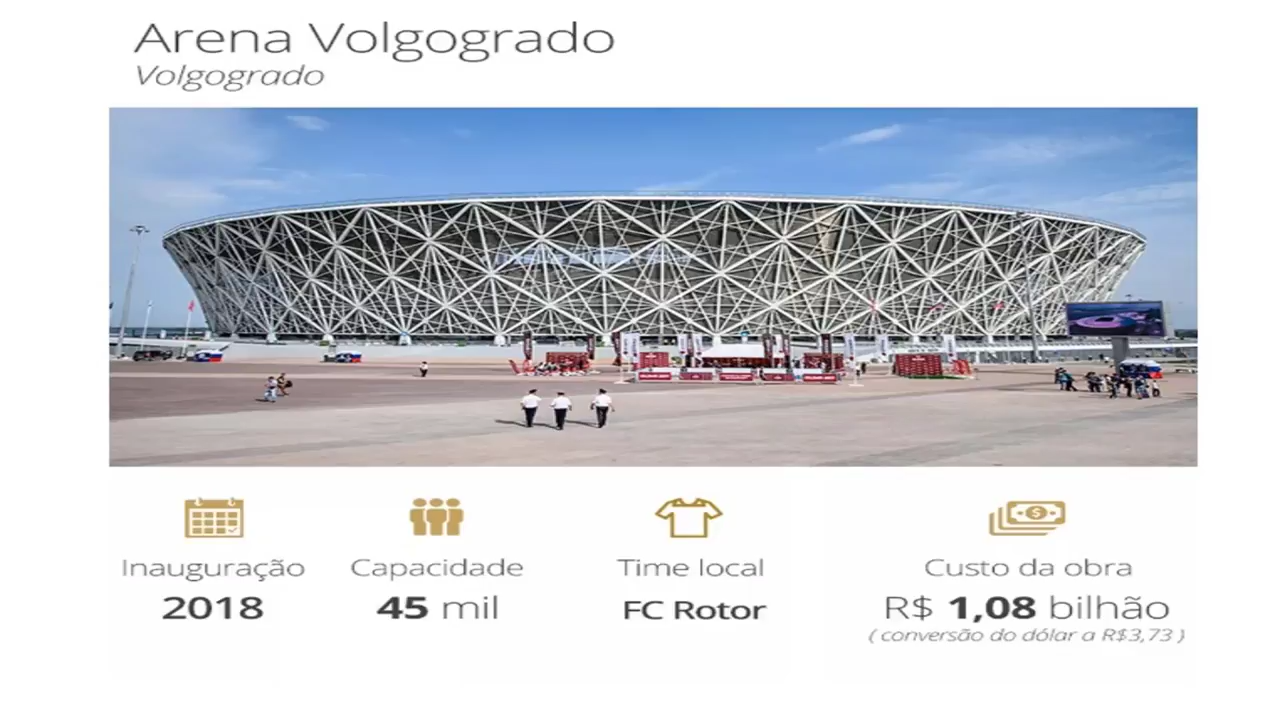 Arena Volgogrado
Volgogrado
Inauguração
2018
Capacidade
45 mil
Time local
FC Rotor
Custo da obra
R$ 1,08 bilhão
( conversão do dólar a R$3,73 )